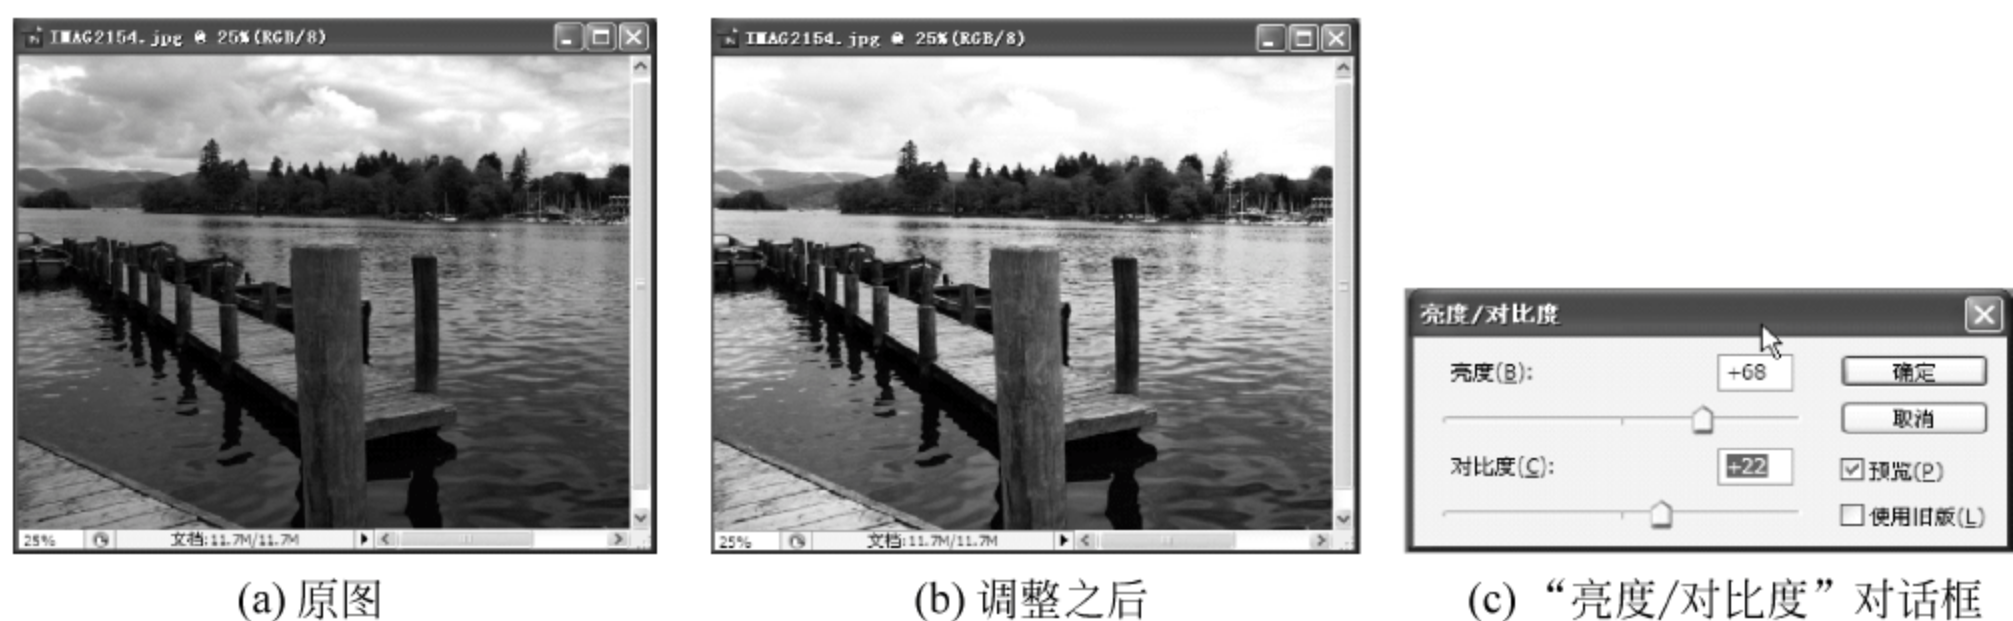 IMAG2154.jpg @ 25%(RGB/8)
25%
文档:11.7M/11.7M
(a) 原图
IMAG2154.jpg @ 25%(RGB/8)
25%
文档:11.7M/11.7M
(b) 调整之后
亮度/对比度
亮度(B):
+68
确定
取消
对比度(C):
+22
预览(P)
使用旧版(L)
(c) “亮度/对比度”对话框